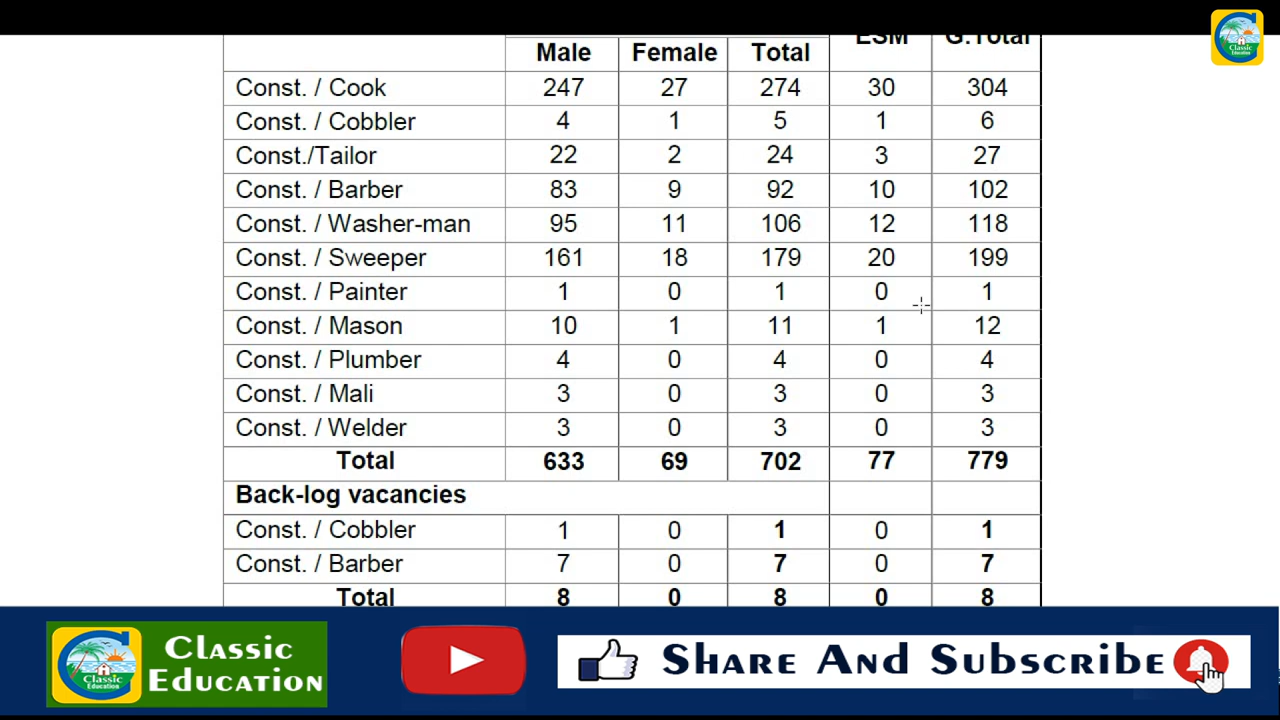 ESM G.Total
Male Female Total
Const. / Cook 247 27 274 30 304
Const. / Cobbler 4 1 5 1 6
Const./Tailor 22 2 24 3 27
Const. / Barber 83 9 92 10 102
Const. / Washer-man 95 11 106 12 118
Const. / Sweeper 161 18 179 20 199
Const. / Painter 1 0 1 0 1
Const. / Mason 10 1 11 1 12
Const. / Plumber 4 0 4 0 4
Const. / Mali 3 0 3 0 3
Const. / Welder 3 0 3 0 3
Total 633 69 702 77 779
Back-log vacancies
Const. / Cobbler 1 0 1 0 1
Const. / Barber 7 0 7 0 7
Total 8 0 8 0 8
Classic
Education
Classic
Education
Classic
Education
Share And Subscribe